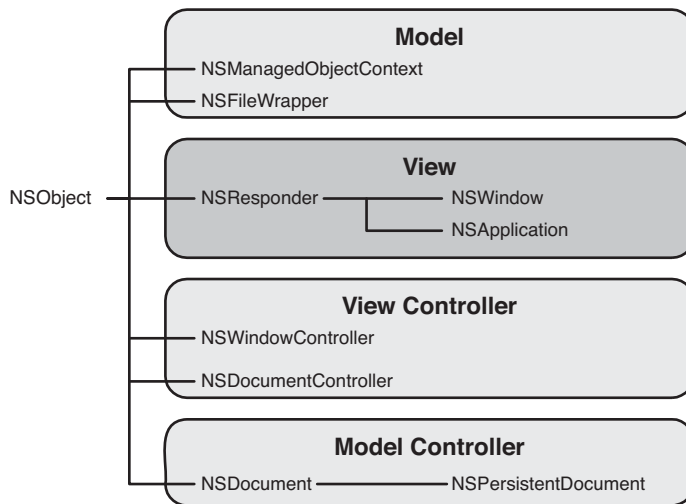 Model
NSManagedObjectContext
NSFileWrapper
View
NSObject
NSResponder
NSWindow
NSApplication
View Controller
NSWindowController
NSDocumentController
Model Controller
NSDocument
NSPersistentDocument